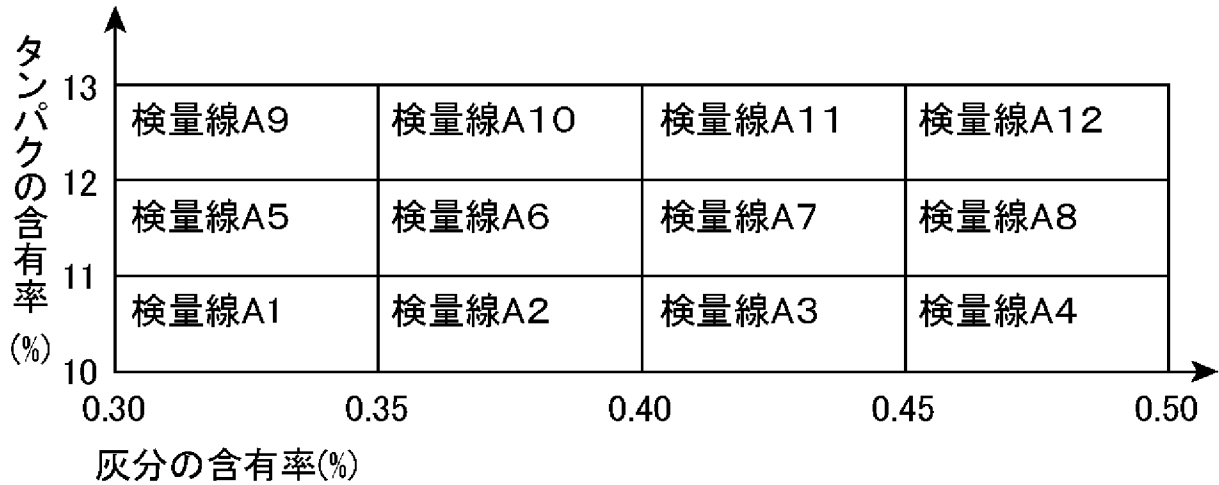 タンパクの含有率(%)
13
検量線A9 検量線A10 検量線A11 検量線A12
12
検量線A5 検量線A6 検量線A7 検量線A8
11
検量線A1 検量線A2 検量線A3 検量線A4
10
0.30 0.35 0.40 0.45 0.50
灰分の含有率(%)